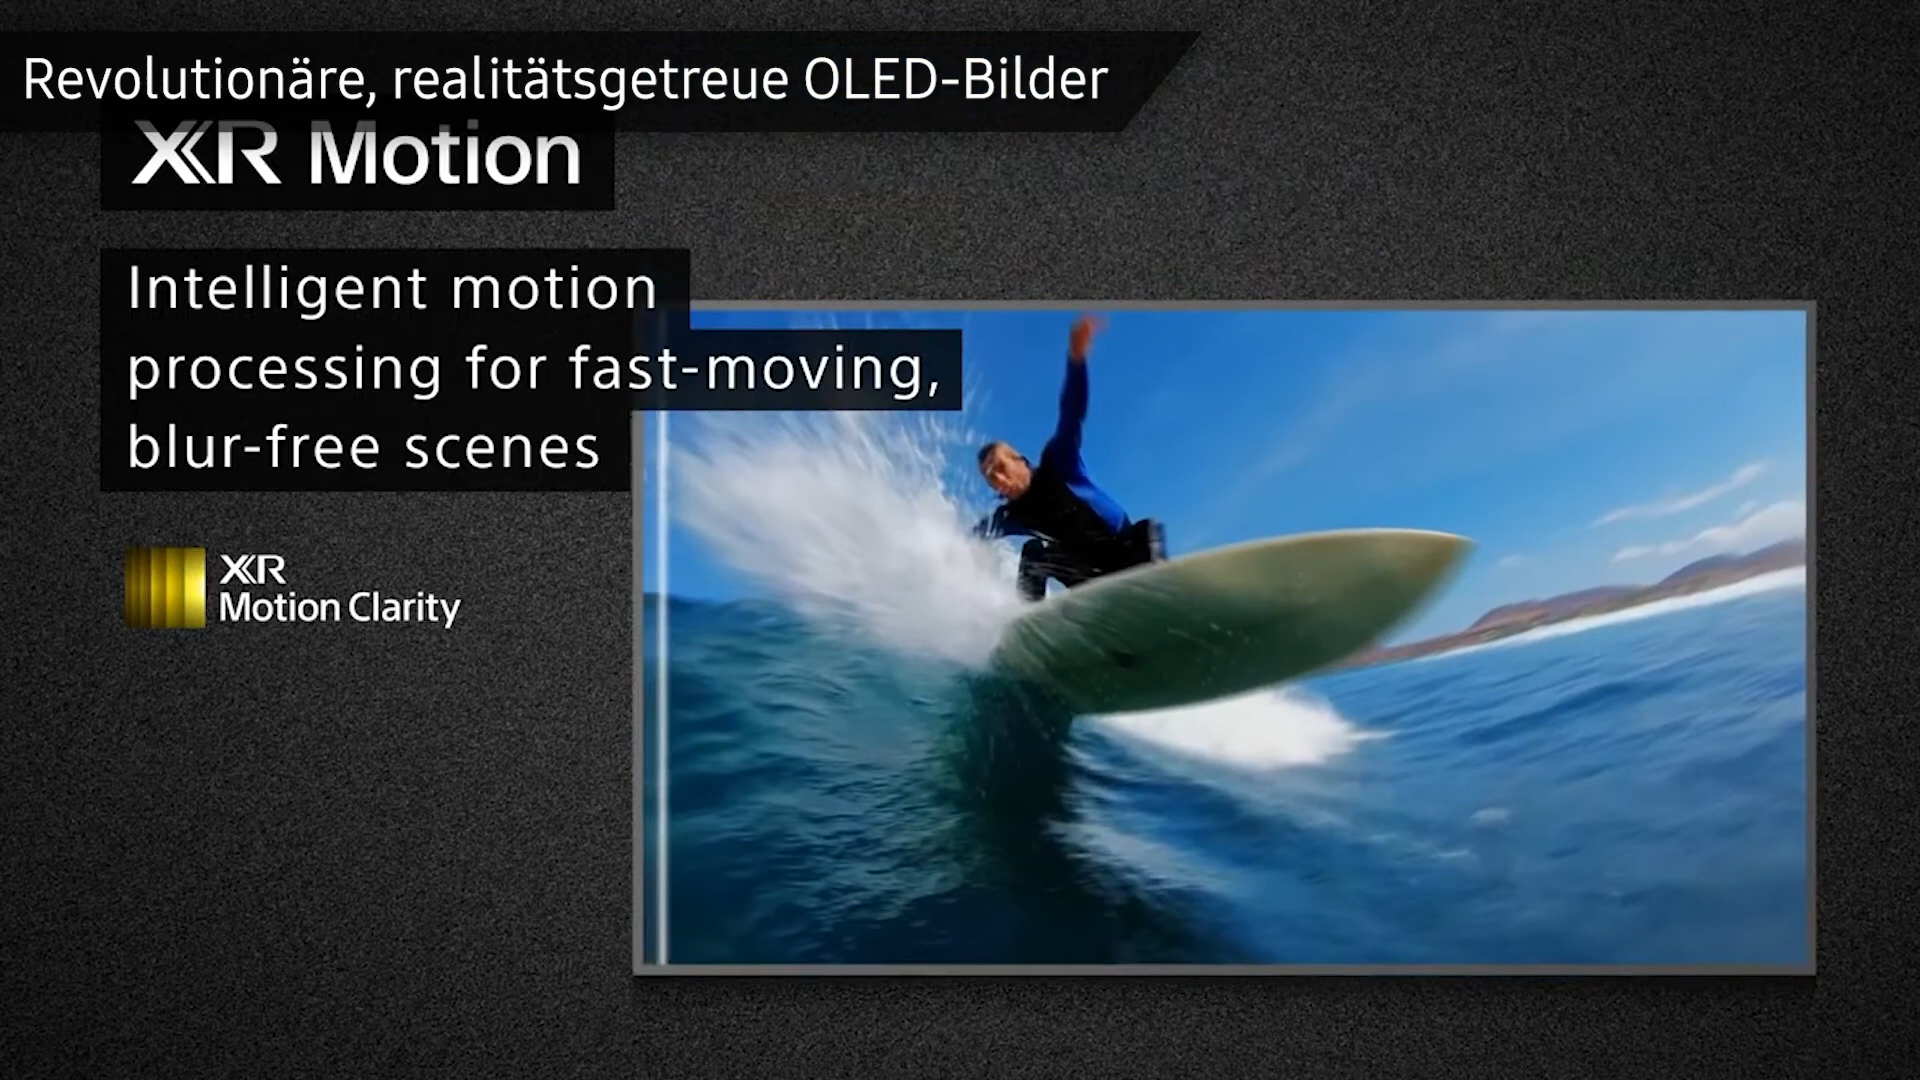 Revolutionäre, realitätsgetreue OLED-Bilder
XR Motion
Intelligent motion
processing for fast-moving,
blur-free scenes
XR
Motion Clarity